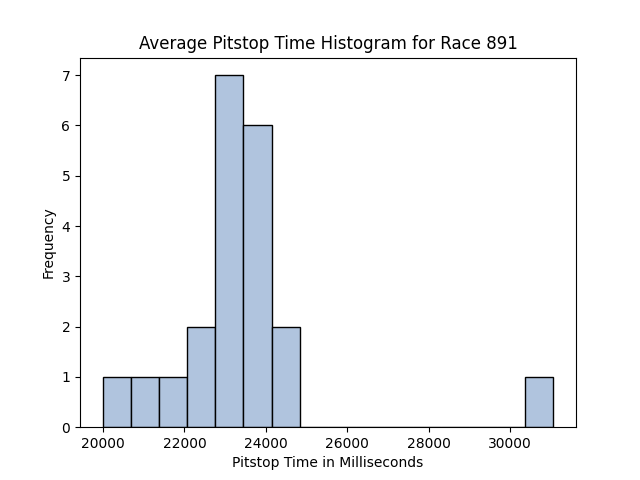 Average Pitstop Time Histogram for Race 891
7
6
5
4
3
2
1
0
Frequency
20000 22000 24000 26000 28000 30000
Pitstop Time in Milliseconds